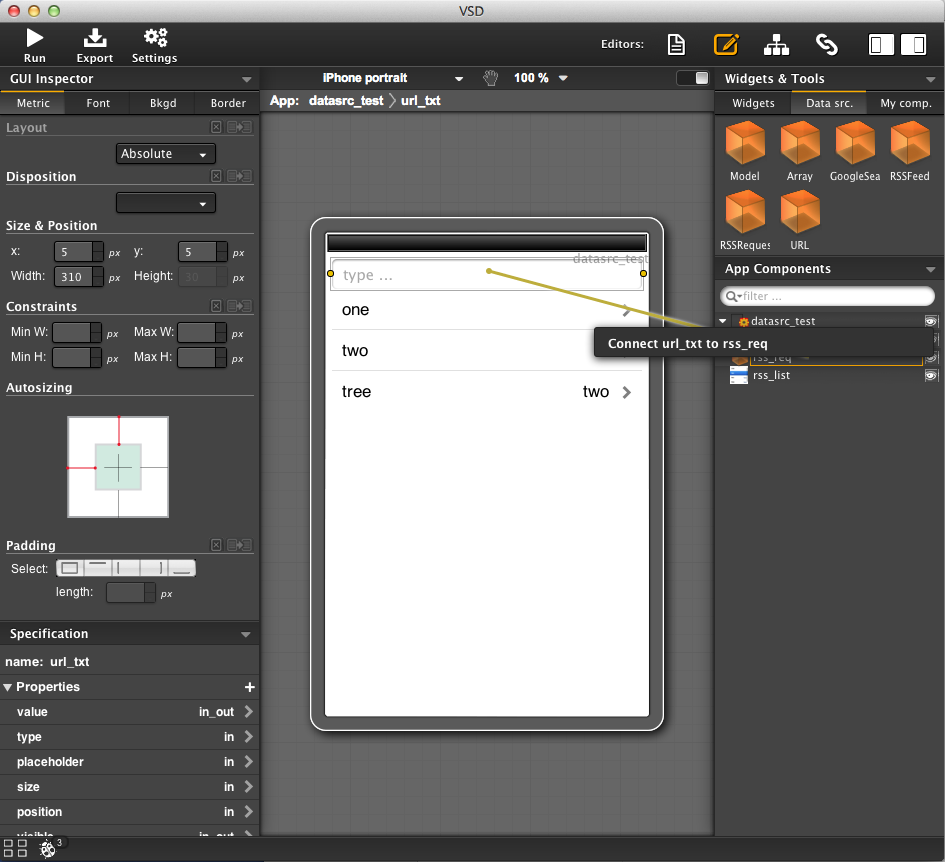 VSD
Run
Export
Settings
Editors:
GUI Inspector
iPhone portrait
100 %
Widgets & Tools
Metric
Font
Bkgd
Border
App: datasrc_test url_txt
Widgets
Data src.
My comp.
Layout
Absolute
Disposition
Size & Position
x: 5 px y: 5 px
Width: 310 px Height: 30 px
Constraints
Min W: px Max W: px
Min H: px Max H: px
Autosizing
Padding
Select:
length: px
Specification
name: url_txt
Properties
value in_out
type in
placeholder in
size in
position in
visible in_out
3
datasrc_test
type ...
one
two
tree two
Connect url_txt to rss_req
Model
Array
GoogleSea
RSSFeed
RSSReques
URL
App Components
filter ...
datasrc_test
rss_req
rss_list